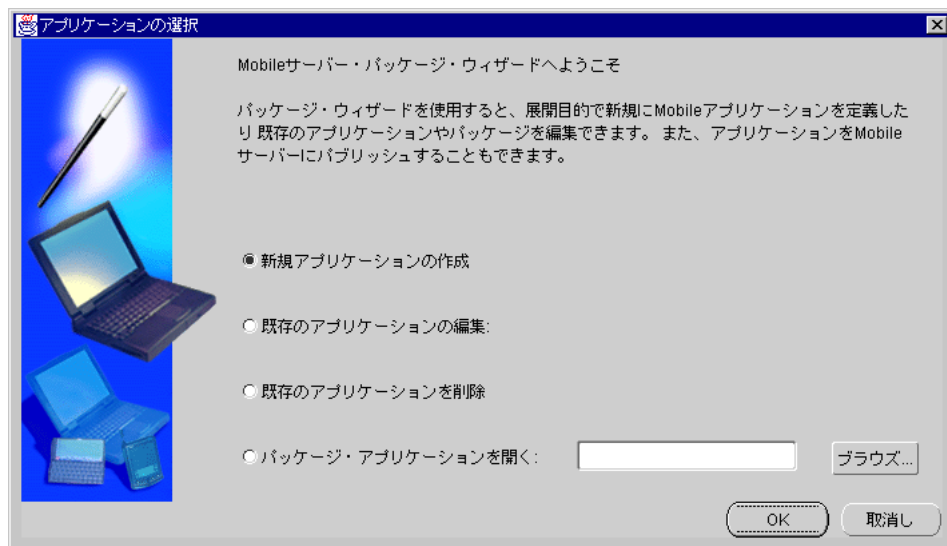 アプリケーションの選択
Mobileサーバー・パッケージ・ウィザードへようこそ
パッケージ・ウィザードを使用すると、展開目的で新規にMobileアプリケーションを定義した
り 既存のアプリケーションやパッケージを編集できます。 また、アプリケーションをMobile
サーバーにパブリッシュすることもできます。
新規アプリケーションの作成
既存のアプリケーションの編集:
既存のアプリケーションを削除
パッケージ・アプリケーションを開く:
ブラウズ...
OK 取消し